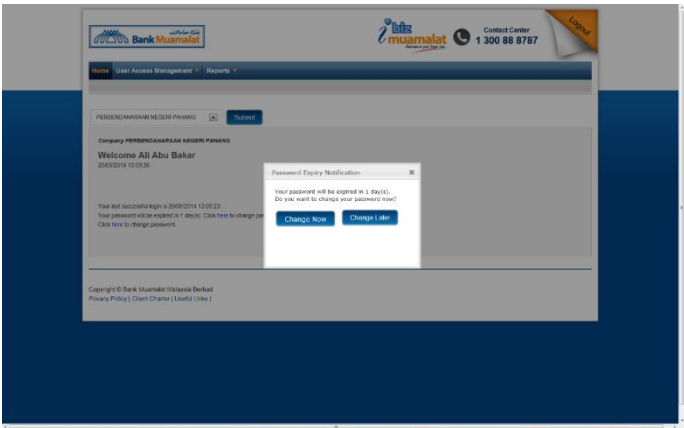 Bank Muamalat
ibiz
muamalat
Contact Center
1 300 88 8787
Logout
Home User Access Management Reports
PERBENDAHARAAN NEGERI PAHANG Submit
Company PERBENDAHARAAN NEGERI PAHANG
Welcome Ali Abu Bakar
Password Expiry Notification
Your password will be expired in 1 day(s).
Do you want to change your password now?
Change Now Change Later
Your last successful login is 20/05/2014 12:09:23
Your password will be expired in 1 day(s). Click here to change pas
Click here to change password.
Copyright © Bank Muamalat Malaysia Berhad
Privacy Policy | Client Charter | Useful Links |